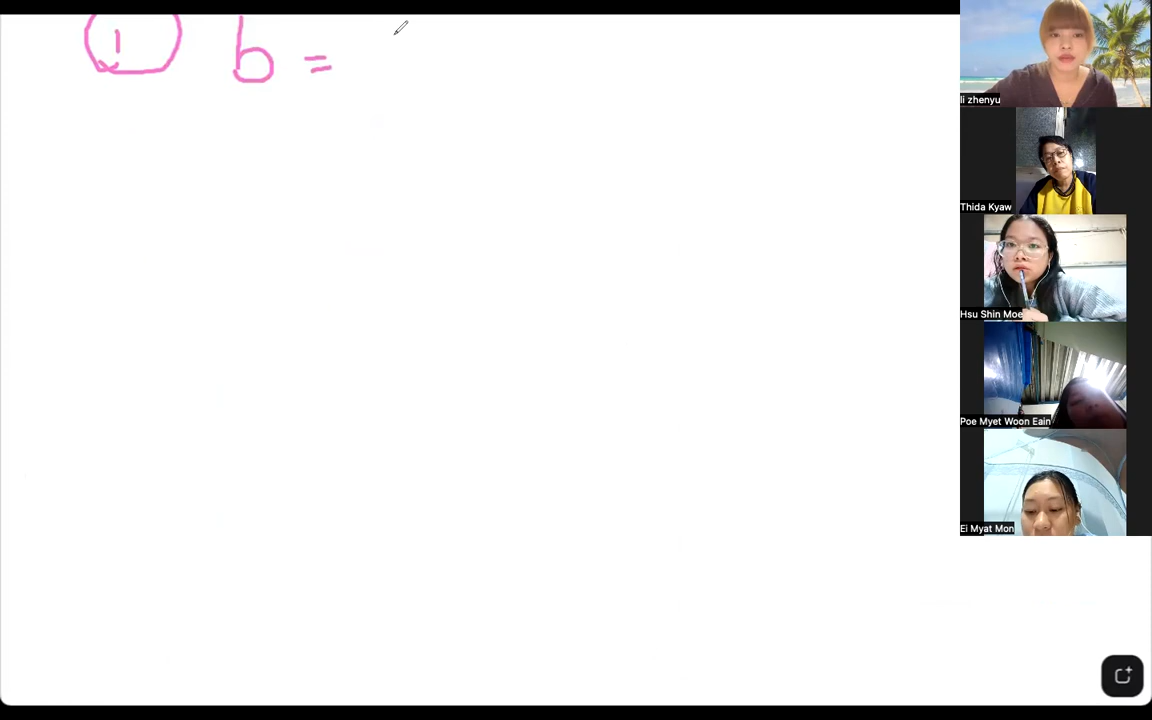 1 b =
li zhenyu
Thida Kyaw
Hsu Shin Moe
Poe Myet Woon Eain
Ei Myat Mon